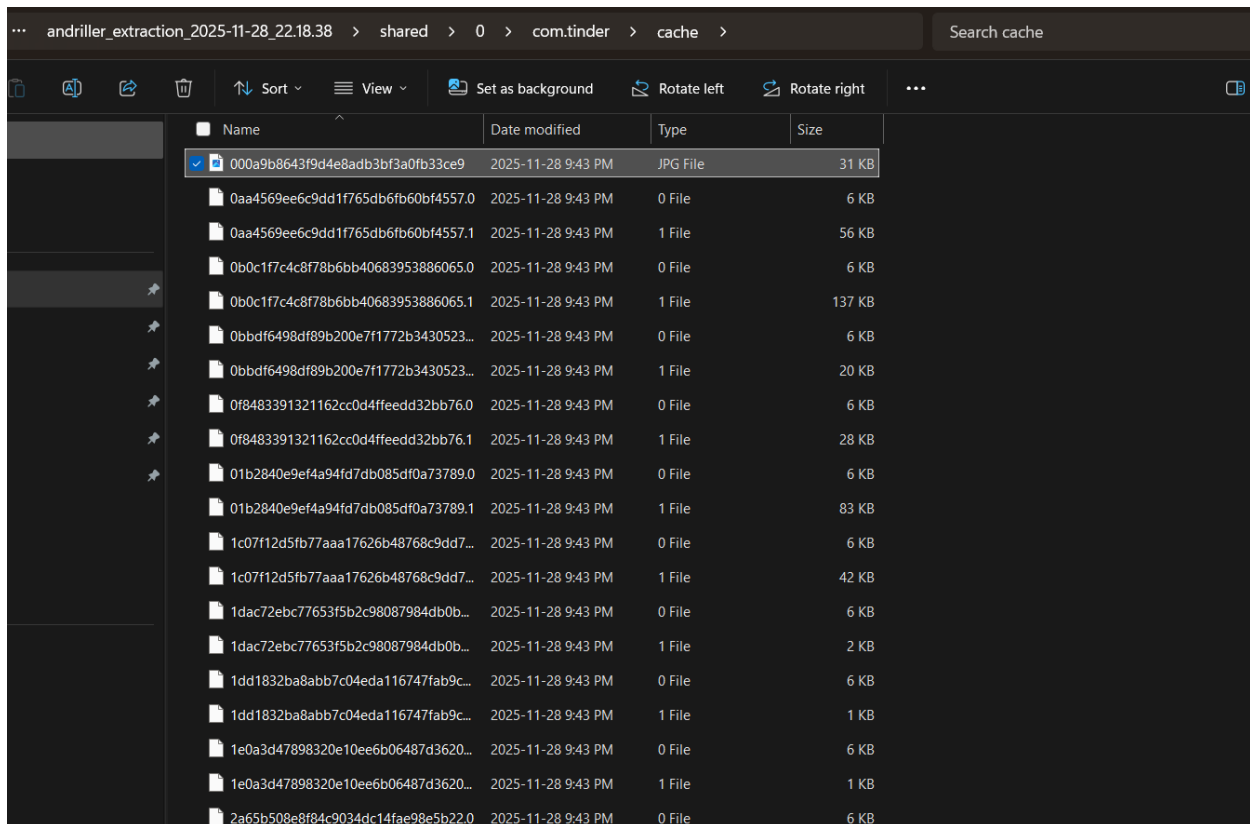 ... andriller_extraction_2025-11-28_22.18.38 > shared > 0 > com.tinder > cache > Search cache
Sort View Set as background Rotate left Rotate right ...
Name Date modified Type Size
000a9b8643f9d4e8adb3bf3a0fb33ce9 2025-11-28 9:43 PM JPG File 31 KB
0aa4569ee6c9dd1f765db6fb60bf4557.0 2025-11-28 9:43 PM 0 File 6 KB
0aa4569ee6c9dd1f765db6fb60bf4557.1 2025-11-28 9:43 PM 1 File 56 KB
0b0c1f7c4c8f78b6bb40683953886065.0 2025-11-28 9:43 PM 0 File 6 KB
0b0c1f7c4c8f78b6bb40683953886065.1 2025-11-28 9:43 PM 1 File 137 KB
0bbdf6498df89b200e7f1772b3430523... 2025-11-28 9:43 PM 0 File 6 KB
0bbdf6498df89b200e7f1772b3430523... 2025-11-28 9:43 PM 1 File 20 KB
0f8483391321162cc0d4ffeedd32bb76.0 2025-11-28 9:43 PM 0 File 6 KB
0f8483391321162cc0d4ffeedd32bb76.1 2025-11-28 9:43 PM 1 File 28 KB
01b2840e9ef4a94fd7db085df0a73789.0 2025-11-28 9:43 PM 0 File 6 KB
01b2840e9ef4a94fd7db085df0a73789.1 2025-11-28 9:43 PM 1 File 83 KB
1c07f12d5fb77aaa17626b48768c9dd7... 2025-11-28 9:43 PM 0 File 6 KB
1c07f12d5fb77aaa17626b48768c9dd7... 2025-11-28 9:43 PM 1 File 42 KB
1dac72ebc77653f5b2c98087984db0b... 2025-11-28 9:43 PM 0 File 6 KB
1dac72ebc77653f5b2c98087984db0b... 2025-11-28 9:43 PM 1 File 2 KB
1dd1832ba8abb7c04eda116747fab9c... 2025-11-28 9:43 PM 0 File 6 KB
1dd1832ba8abb7c04eda116747fab9c... 2025-11-28 9:43 PM 1 File 1 KB
1e0a3d47898320e10ee6b06487d3620... 2025-11-28 9:43 PM 0 File 6 KB
1e0a3d47898320e10ee6b06487d3620... 2025-11-28 9:43 PM 1 File 1 KB
2a65b508e8f84c9034dc14fae98e5b22.0 2025-11-28 9:43 PM 0 File 6 KB